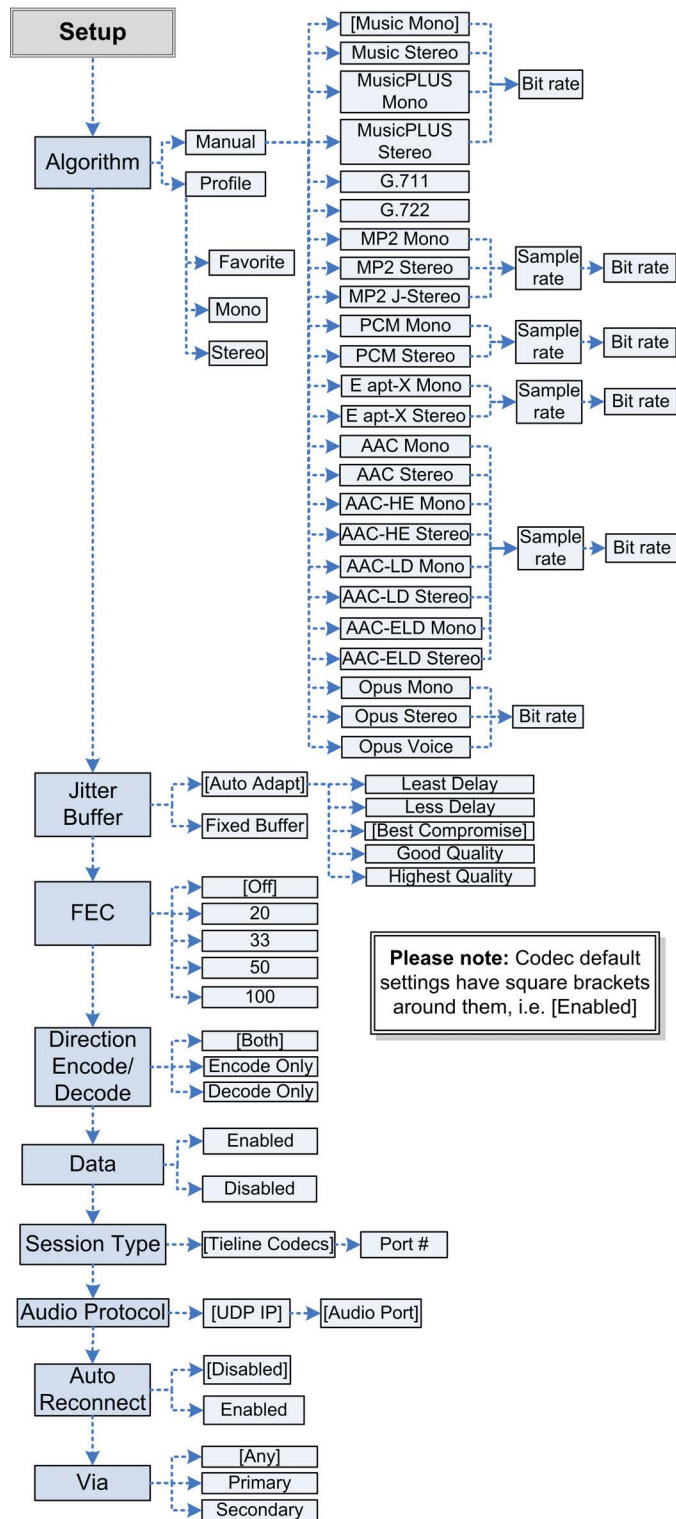 Setup
Algorithm
Manual
Profile
Favorite
Mono
Stereo
[Music Mono]
Music Stereo
MusicPLUS
Mono
MusicPLUS
Stereo
Bit rate
G.711
G.722
MP2 Mono
MP2 Stereo
MP2 J-Stereo
Sample
rate
Bit rate
PCM Mono
PCM Stereo
Sample
rate
Bit rate
E apt-X Mono
E apt-X Stereo
Sample
rate
Bit rate
AAC Mono
AAC Stereo
AAC-HE Mono
AAC-HE Stereo
AAC-LD Mono
AAC-LD Stereo
AAC-ELD Mono
AAC-ELD Stereo
Sample
rate
Bit rate
Opus Mono
Opus Stereo
Opus Voice
Bit rate
Jitter
Buffer
[Auto Adapt]
Fixed Buffer
Least Delay
Less Delay
[Best Compromise]
Good Quality
Highest Quality
FEC
[Off]
20
33
50
100
Please note: Codec default
settings have square brackets
around them, i.e. [Enabled]
Direction
Encode/
Decode
[Both]
Encode Only
Decode Only
Data
Enabled
Disabled
Session Type
[Tieline Codecs]
Port #
Audio Protocol
[UDP IP]
[Audio Port]
Auto
Reconnect
[Disabled]
Enabled
Via
[Any]
Primary
Secondary